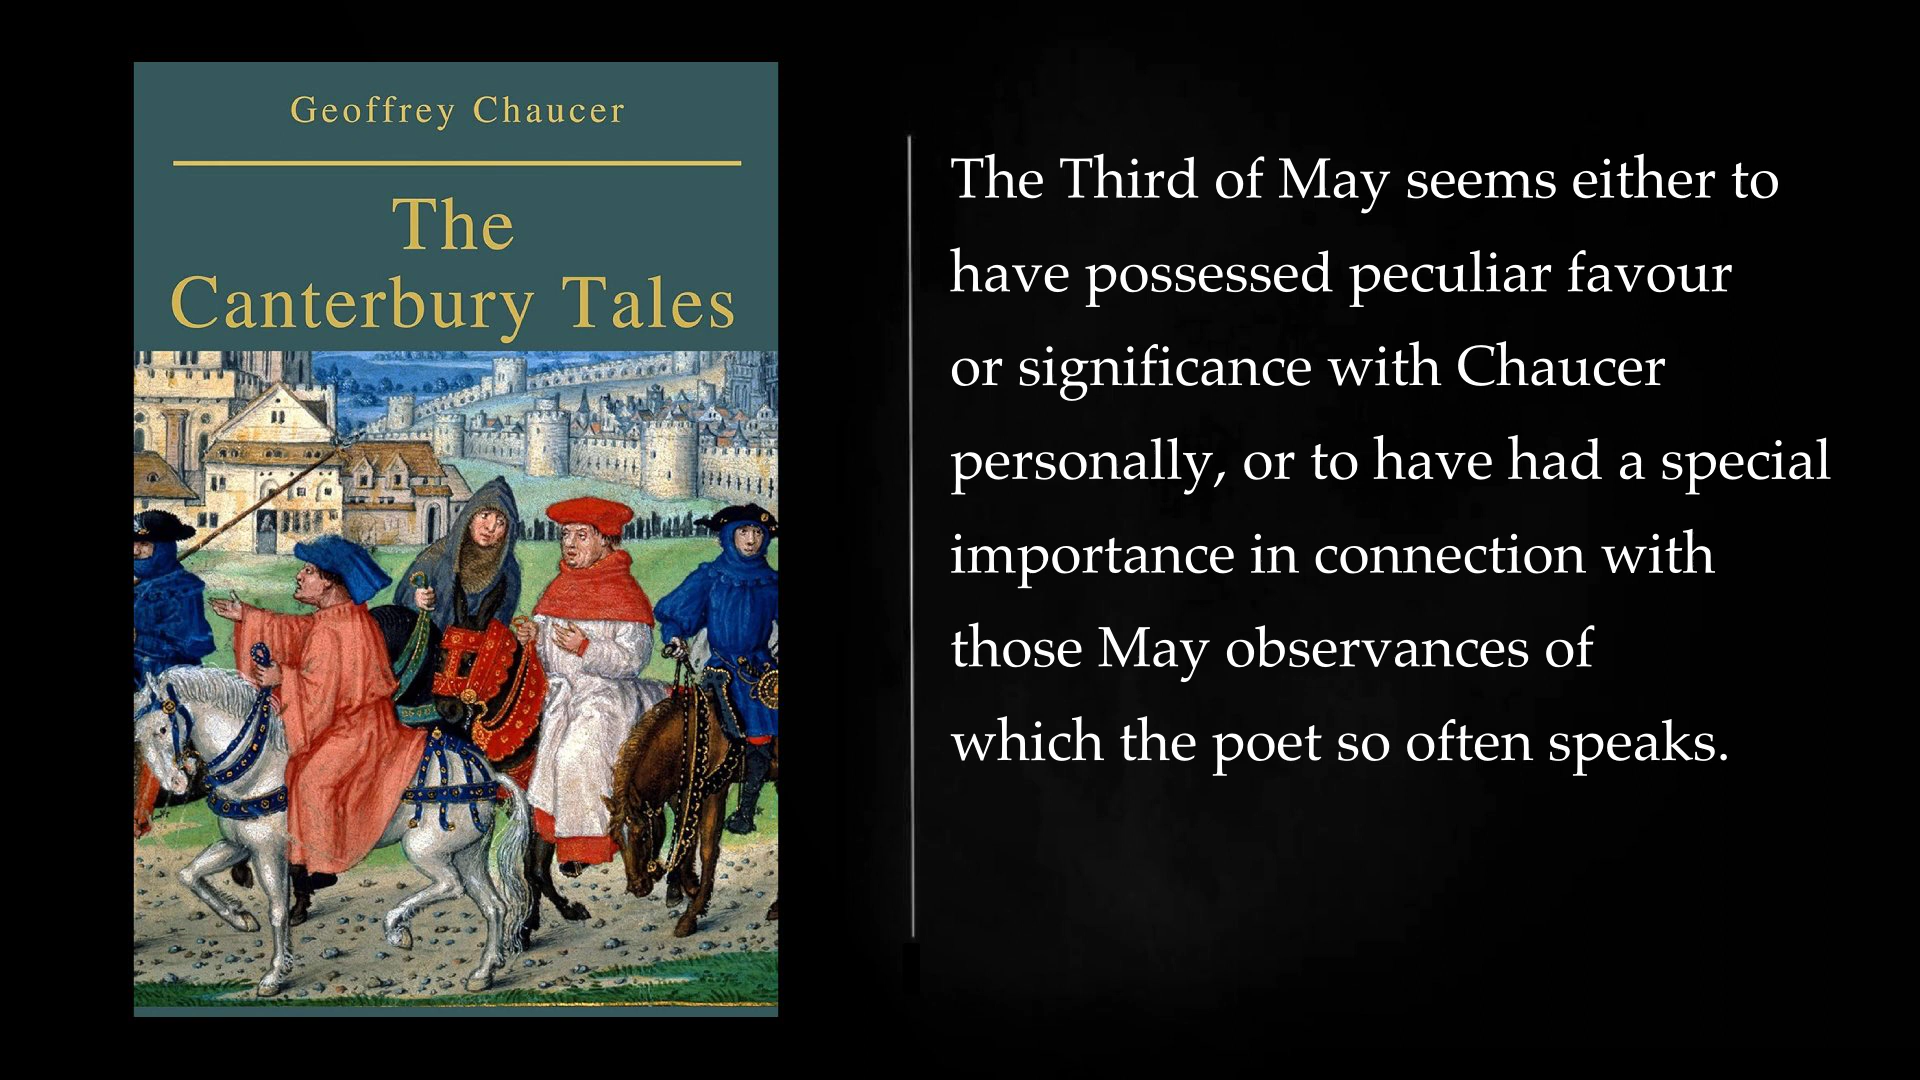 Geoffrey Chaucer
The
Canterbury Tales
The Third of May seems either to
have possessed peculiar favour
or significance with Chaucer
personally, or to have had a special
importance in connection with
those May observances of
which the poet so often speaks.